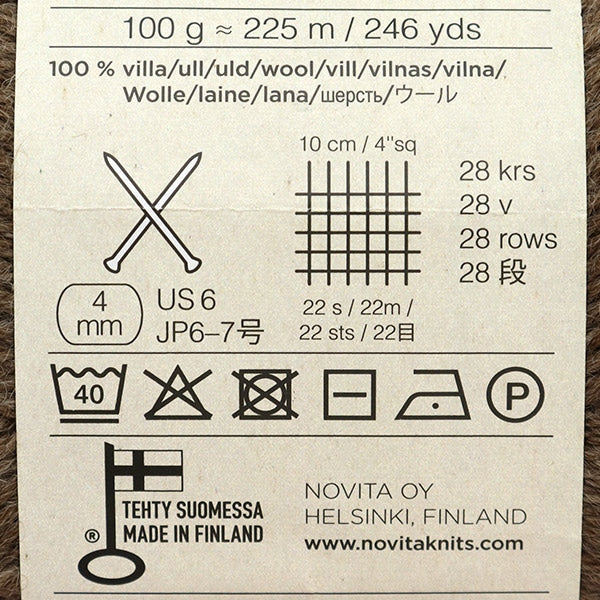 100 g ≈ 225 m / 246 yds
100 % villa/ull/uld/wool/vill/vilnas/vilna/
Wolle/laine/lana/шерсть/ウール
10 cm / 4"sq
28 krs
28 v
28 rows
28 段
4
mm
US 6
JP6–7号
22 s / 22m /
22 sts / 22目
40
P
TEHTY SUOMESSA
MADE IN FINLAND
®
NOVITA OY
HELSINKI, FINLAND
www.novitaknits.com